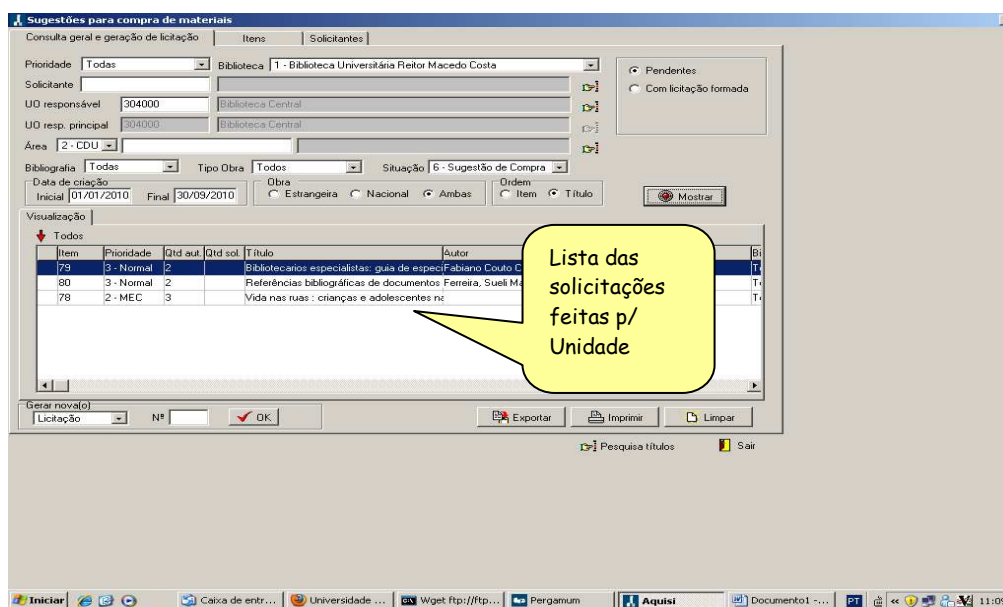 Sugestões para compra de materiais
Consulta geral e geração de licitação Itens Solicitantes
Prioridade Todas Biblioteca 1 - Biblioteca Universitária Reitor Macedo Costa
Pendentes
Solicitante
Com licitação formada
UO responsável 304000 Biblioteca Central
UO resp. principal 304000 Biblioteca Central
Área 2 - CDU
Bibliografia Todas Tipo Obra Todos Situação 6 - Sugestão de Compra
Data de criação Obra Ordem
Inicial 01/01/2010 Final 30/09/2010 Estrangeira Nacional Ambas Item Título Mostrar
Visualização
Todos
Item Prioridade Qtd aut. Qtd sol. Título Autor
79 3 - Normal 2 Bibliotecarios especialistas: guia de especi Fabiano Couto C
80 3 - Normal 2 Referências bibliográficas de documentos Ferreira, Sueli Ma
78 2 - MEC 3 Vida nas ruas : crianças e adolescentes na
Lista das
solicitações
feitas p/
Unidade
Gerar nova(o)
Licitação Nº OK Exportar Imprimir Limpar
Pesquisa títulos Sair
Iniciar Caixa de entr... Universidade ... Wget ftp://ftp... Pergamum Aquisi Documento1 -... PT